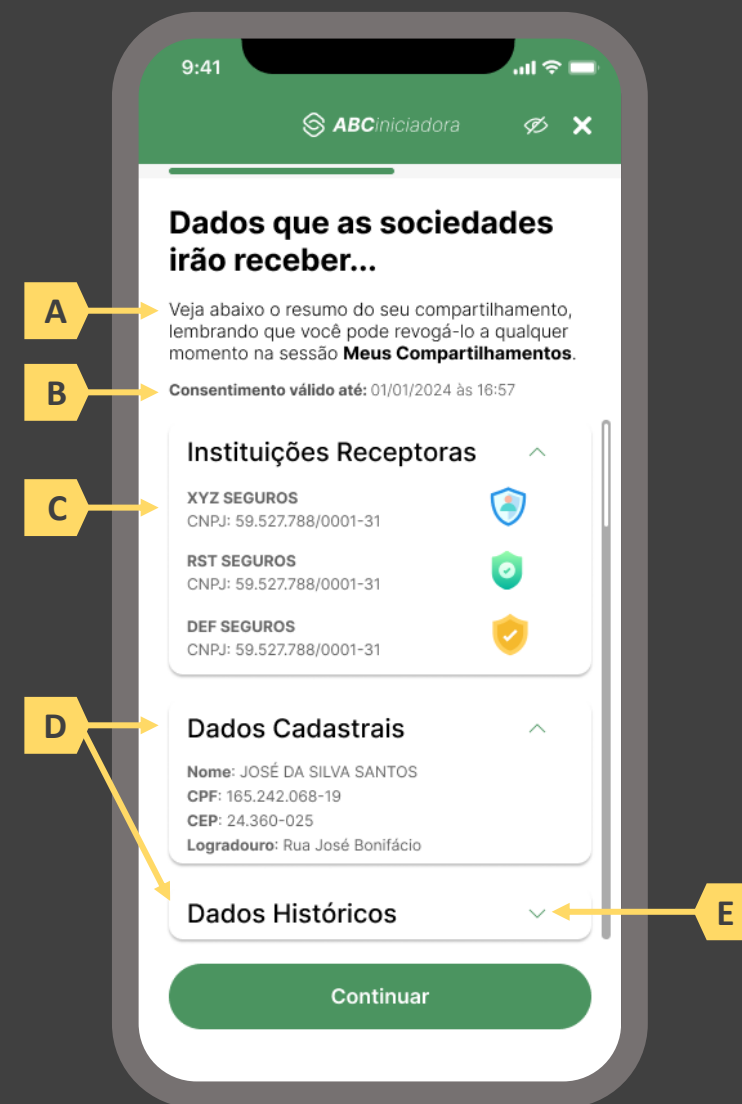 9:41
ABCiniciadora
Dados que as sociedades
irão receber...
A
Veja abaixo o resumo do seu compartilhamento,
lembrando que você pode revogá-lo a qualquer
momento na sessão Meus Compartilhamentos.
B
Consentimento válido até: 01/01/2024 às 16:57
Instituições Receptoras
C
XYZ SEGUROS
CNPJ: 59.527.788/0001-31
RST SEGUROS
CNPJ: 59.527.788/0001-31
DEF SEGUROS
CNPJ: 59.527.788/0001-31
D
Dados Cadastrais
Nome: JOSÉ DA SILVA SANTOS
CPF: 165.242.068-19
CEP: 24.360-025
Logradouro: Rua José Bonifácio
Dados Históricos
E
Continuar